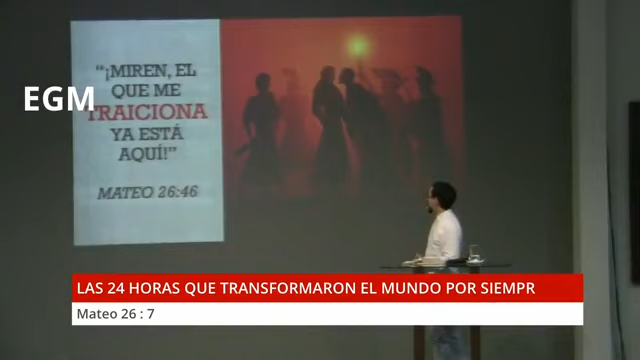 “¡MIREN, EL
QUE ME
TRAICIONA
YA ESTÁ
AQUÍ!”
MATEO 26:46
EGM
LAS 24 HORAS QUE TRANSFORMARON EL MUNDO POR SIEMPR
Mateo 26 : 7